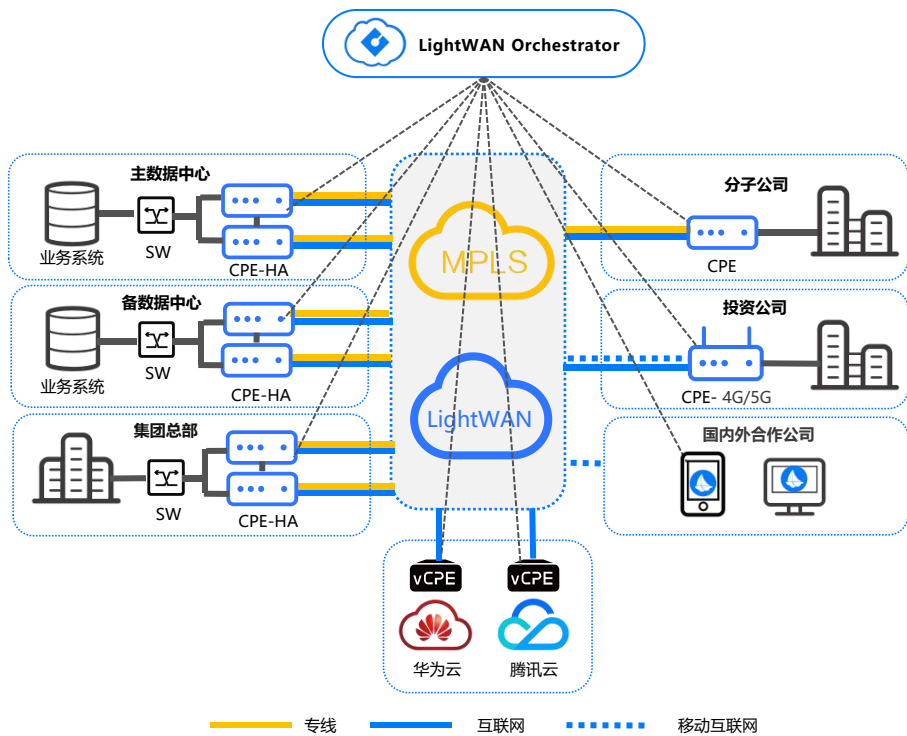 LightWAN Orchestrator
主数据中心
业务系统
SW
CPE-HA
备数据中心
业务系统
SW
CPE-HA
集团总部
SW
CPE-HA
MPLS
LightWAN
分子公司
CPE
投资公司
CPE- 4G/5G
国内外合作公司
vCPE
vCPE
华为云
腾讯云
专线
互联网
移动互联网